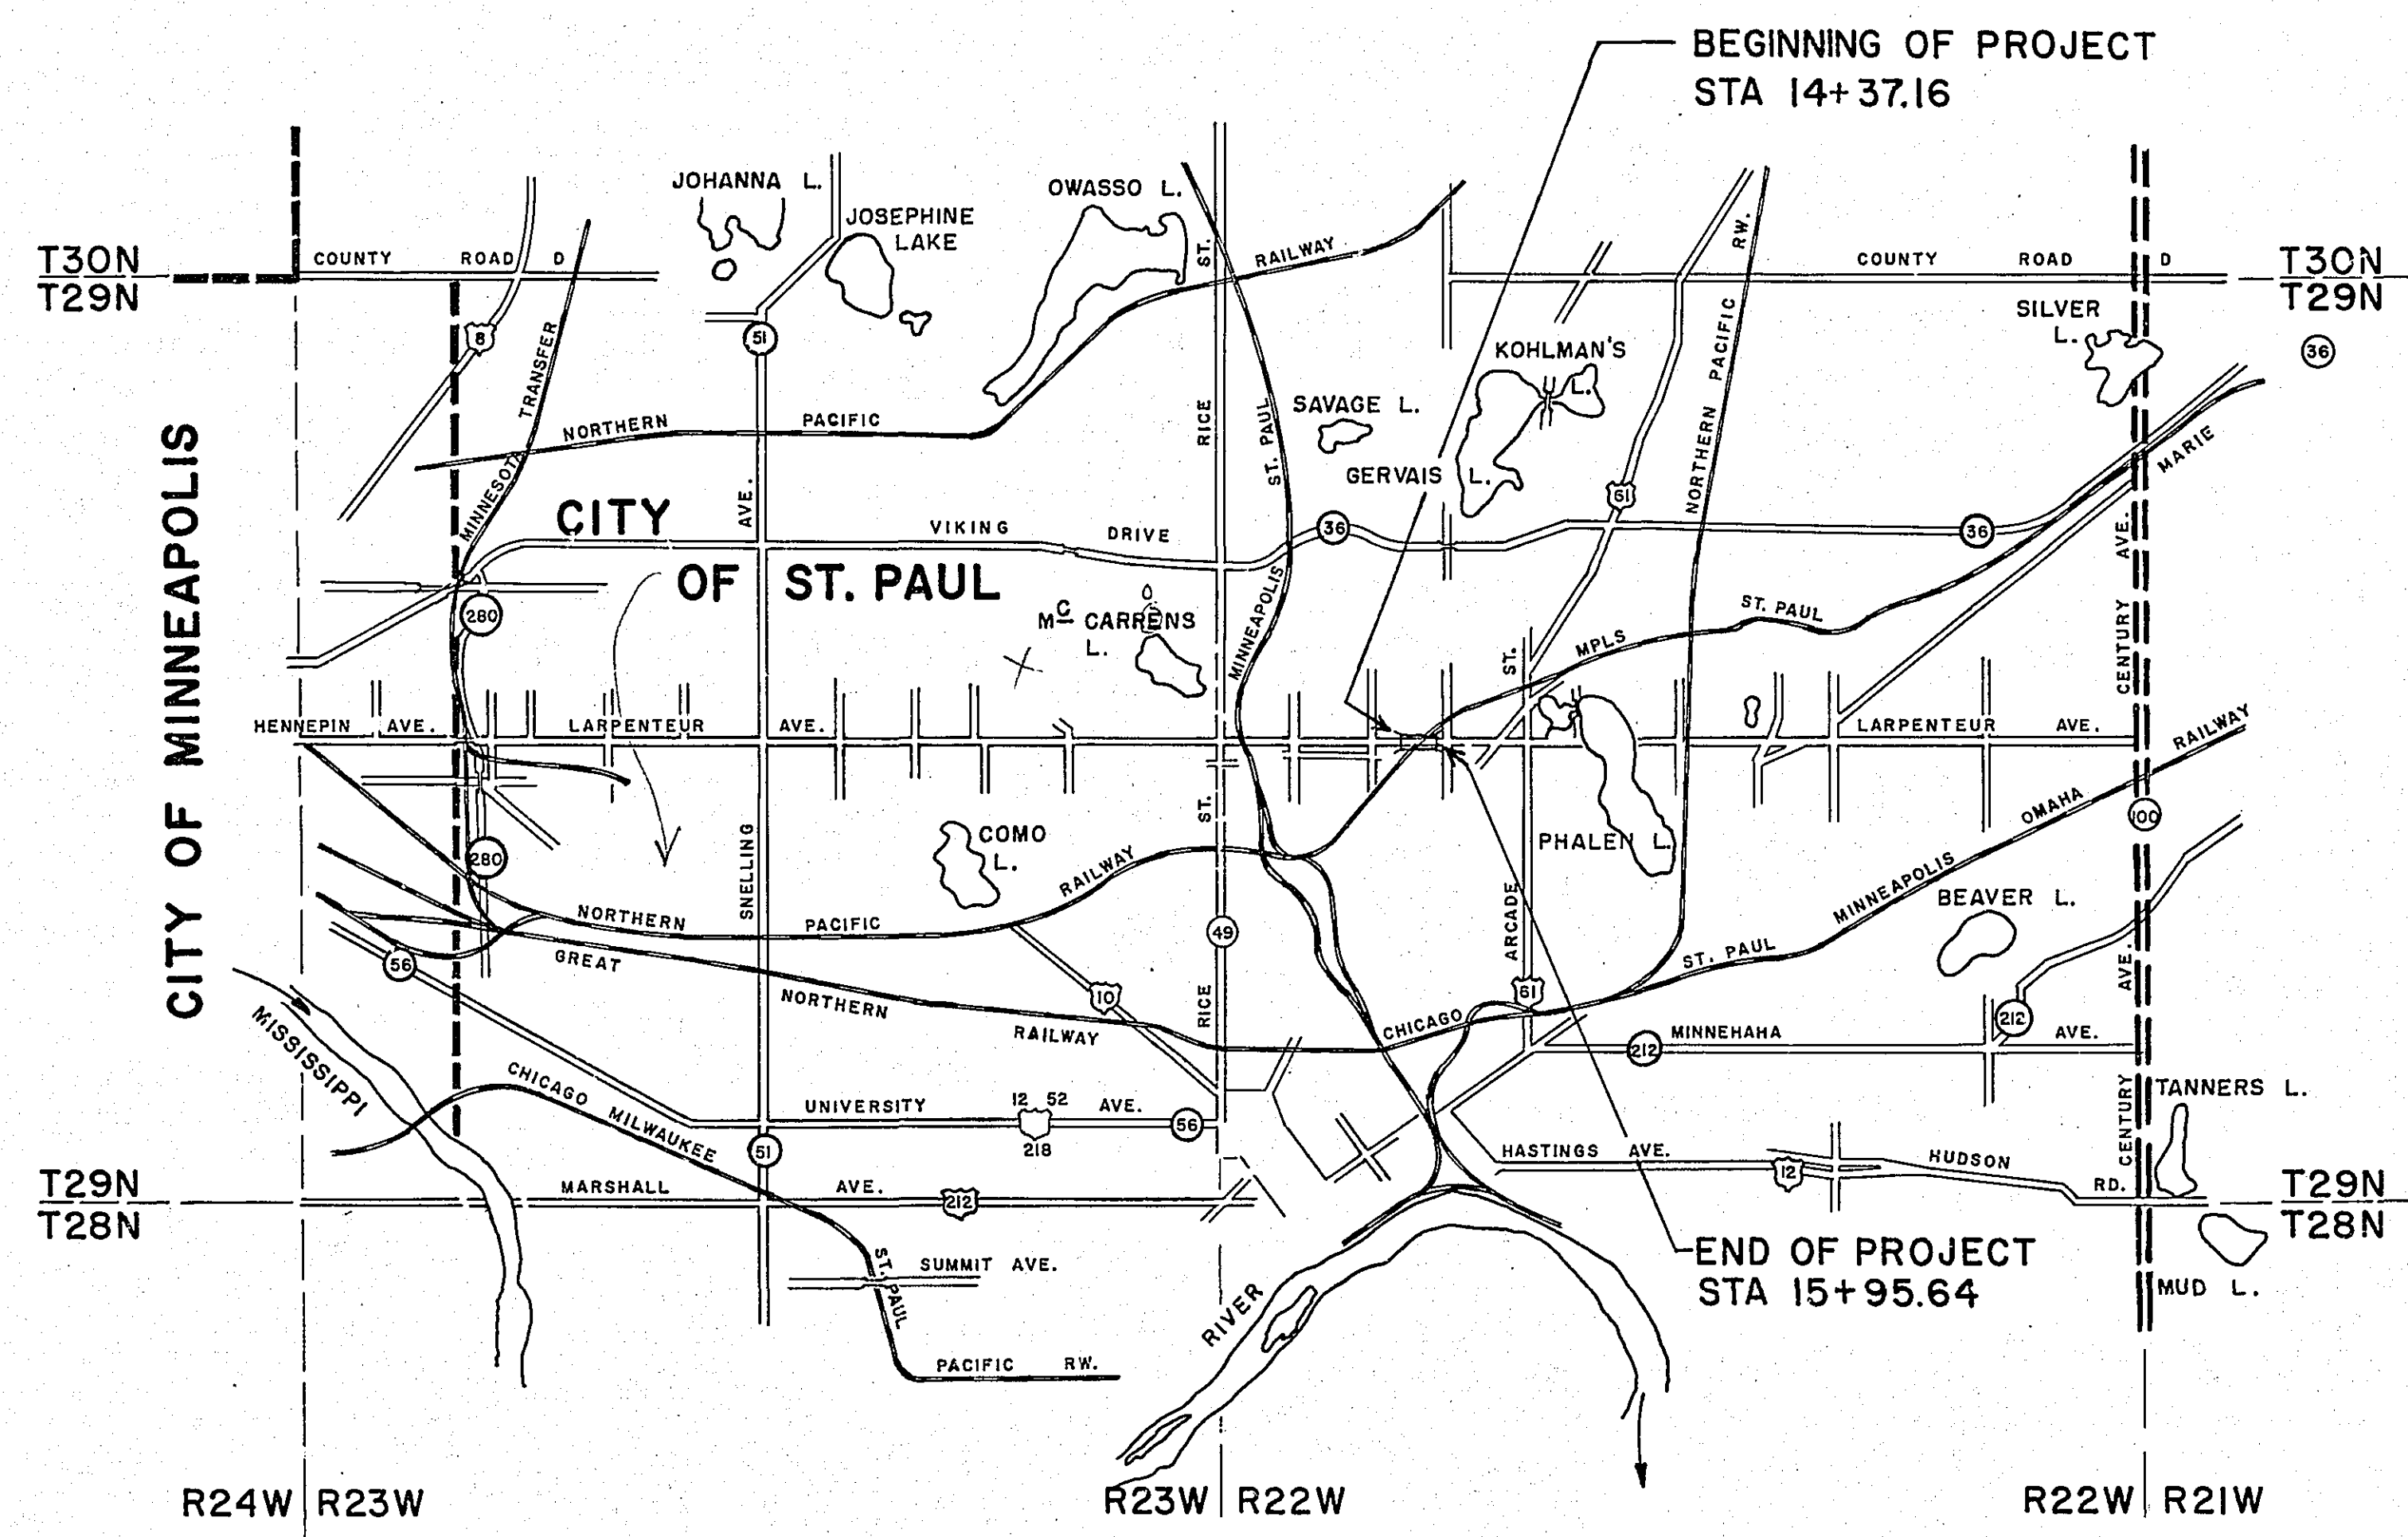 BEGINNING OF PROJECT
STA 14+37.16
JOHANNA L.
JOSEPHINE
LAKE
OWASSO L.
T30N
T29N
COUNTY ROAD D
RAILWAY
ST.
RW.
COUNTY ROAD D
T30N
T29N
SILVER
L.
36
8
51
TRANSFER
KOHLMAN'S
L.
SAVAGE L.
NORTHERN PACIFIC
RICE
ST. PAUL
NORTHERN PACIFIC
GERVAIS L.
MARIE
61
CITY OF MINNEAPOLIS
MINNESOTA
CITY
OF ST. PAUL
AVE.
VIKING DRIVE
36
36
AVE.
280
MC CARRENS
L.
MINNEAPOLIS
ST.
MPLS
ST. PAUL
CENTURY
HENNEPIN AVE.
LARPENTEUR AVE.
LARPENTEUR AVE.
RAILWAY
280
SNELLING
COMO
L.
RAILWAY
ST.
PHALEN L.
OMAHA
100
MINNEAPOLIS
BEAVER L.
ARCADE
NORTHERN PACIFIC
49
56
GREAT
NORTHERN
RAILWAY
10
RICE
61
ST. PAUL
AVE.
CHICAGO
212
MINNEHAHA AVE.
212
MISSISSIPPI
CHICAGO MILWAUKEE
UNIVERSITY AVE.
12 52
218
56
51
TANNERS L.
CENTURY
HASTINGS AVE.
12
HUDSON
RD.
T29N
T28N
MARSHALL AVE.
212
T29N
T28N
ST. PAUL
SUMMIT AVE.
END OF PROJECT
STA 15+95.64
MUD L.
RIVER
PACIFIC RW.
R24W R23W
R23W R22W
R22W R21W